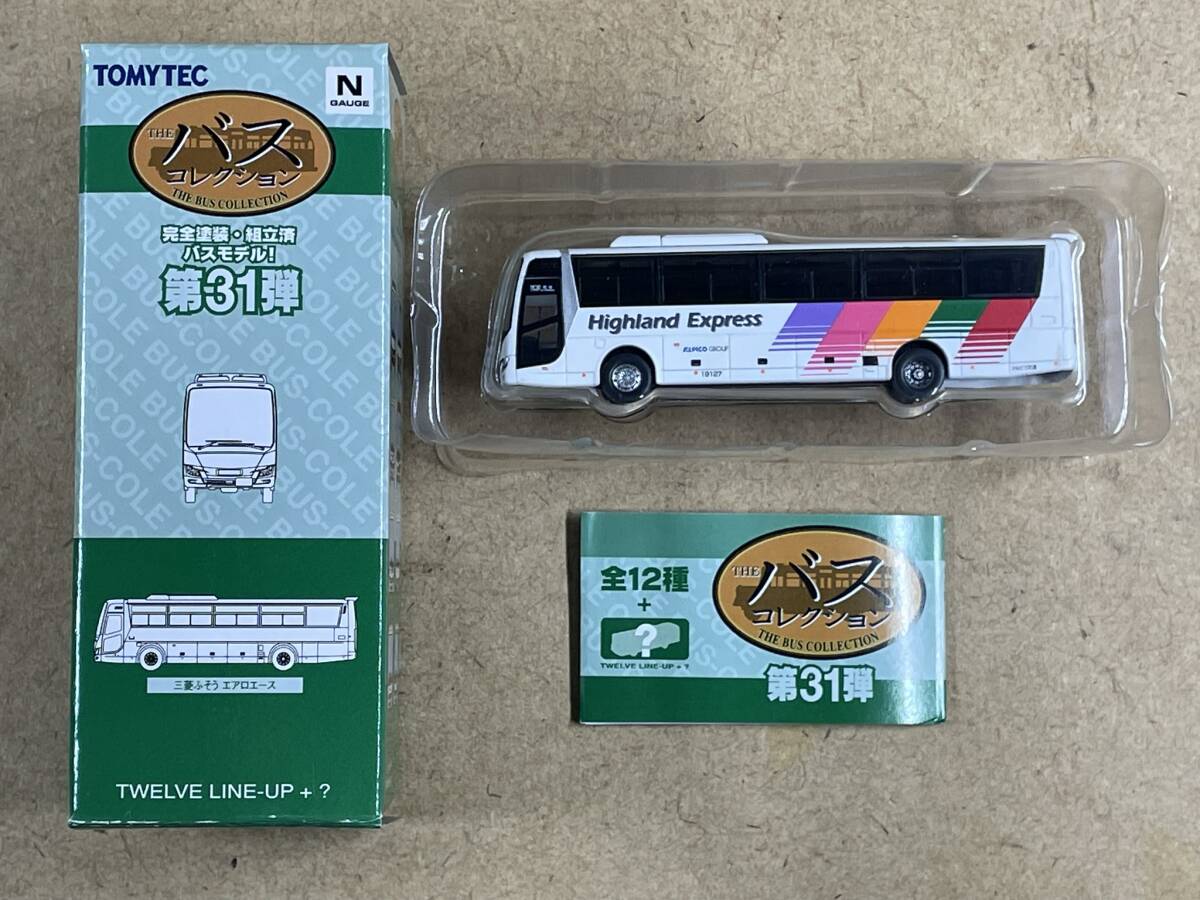 TOMYTEC
N
GAUGE
THE
バス
コレクション
THE BUS COLLECTION
完全塗装・組立済
バスモデル!
第31弾
三菱ふそう エアロエース
TWELVE LINE-UP + ?
Highland Express
ALPICO GROUP
19127
全12種
+
?
TWELVE LINE-UP + ?
THE
バス
コレクション
THE BUS COLLECTION
第31弾
BUS-COLE